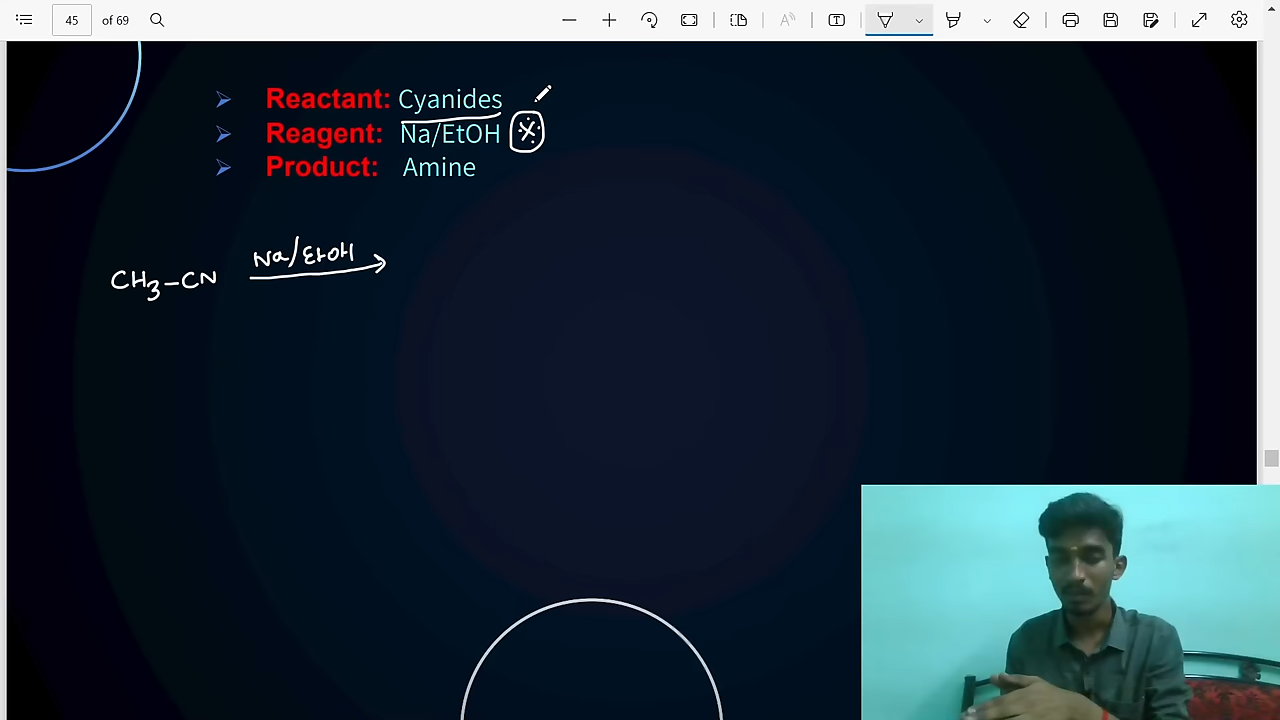 45 of 69
Reactant: Cyanides
Reagent: Na/EtOH
Product: Amine
Na/EtOH
CH3-CN